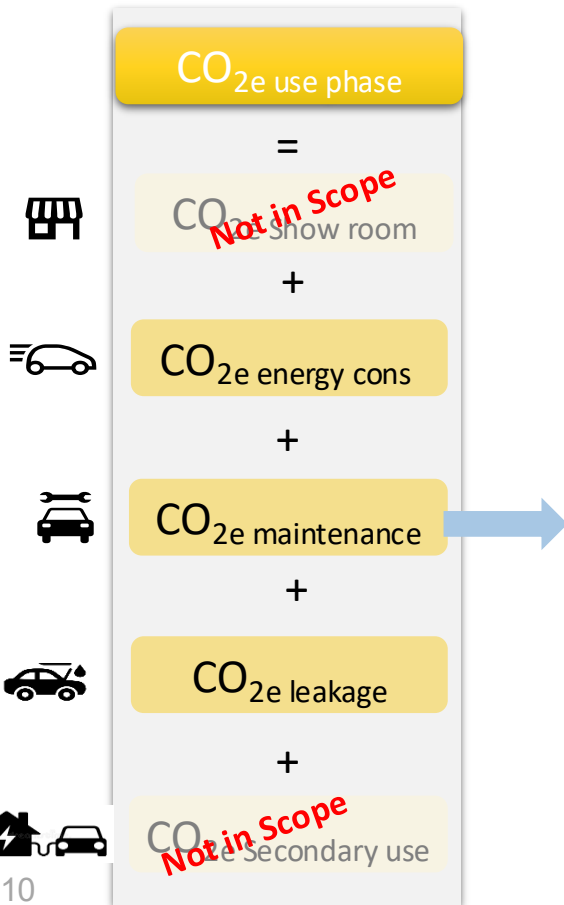 CO2e use phase
=
CO2e Show room
Not in Scope
+
CO2e energy cons
+
CO2e maintenance
+
CO2e leakage
+
CO2e Secondary use
Not in Scope
10